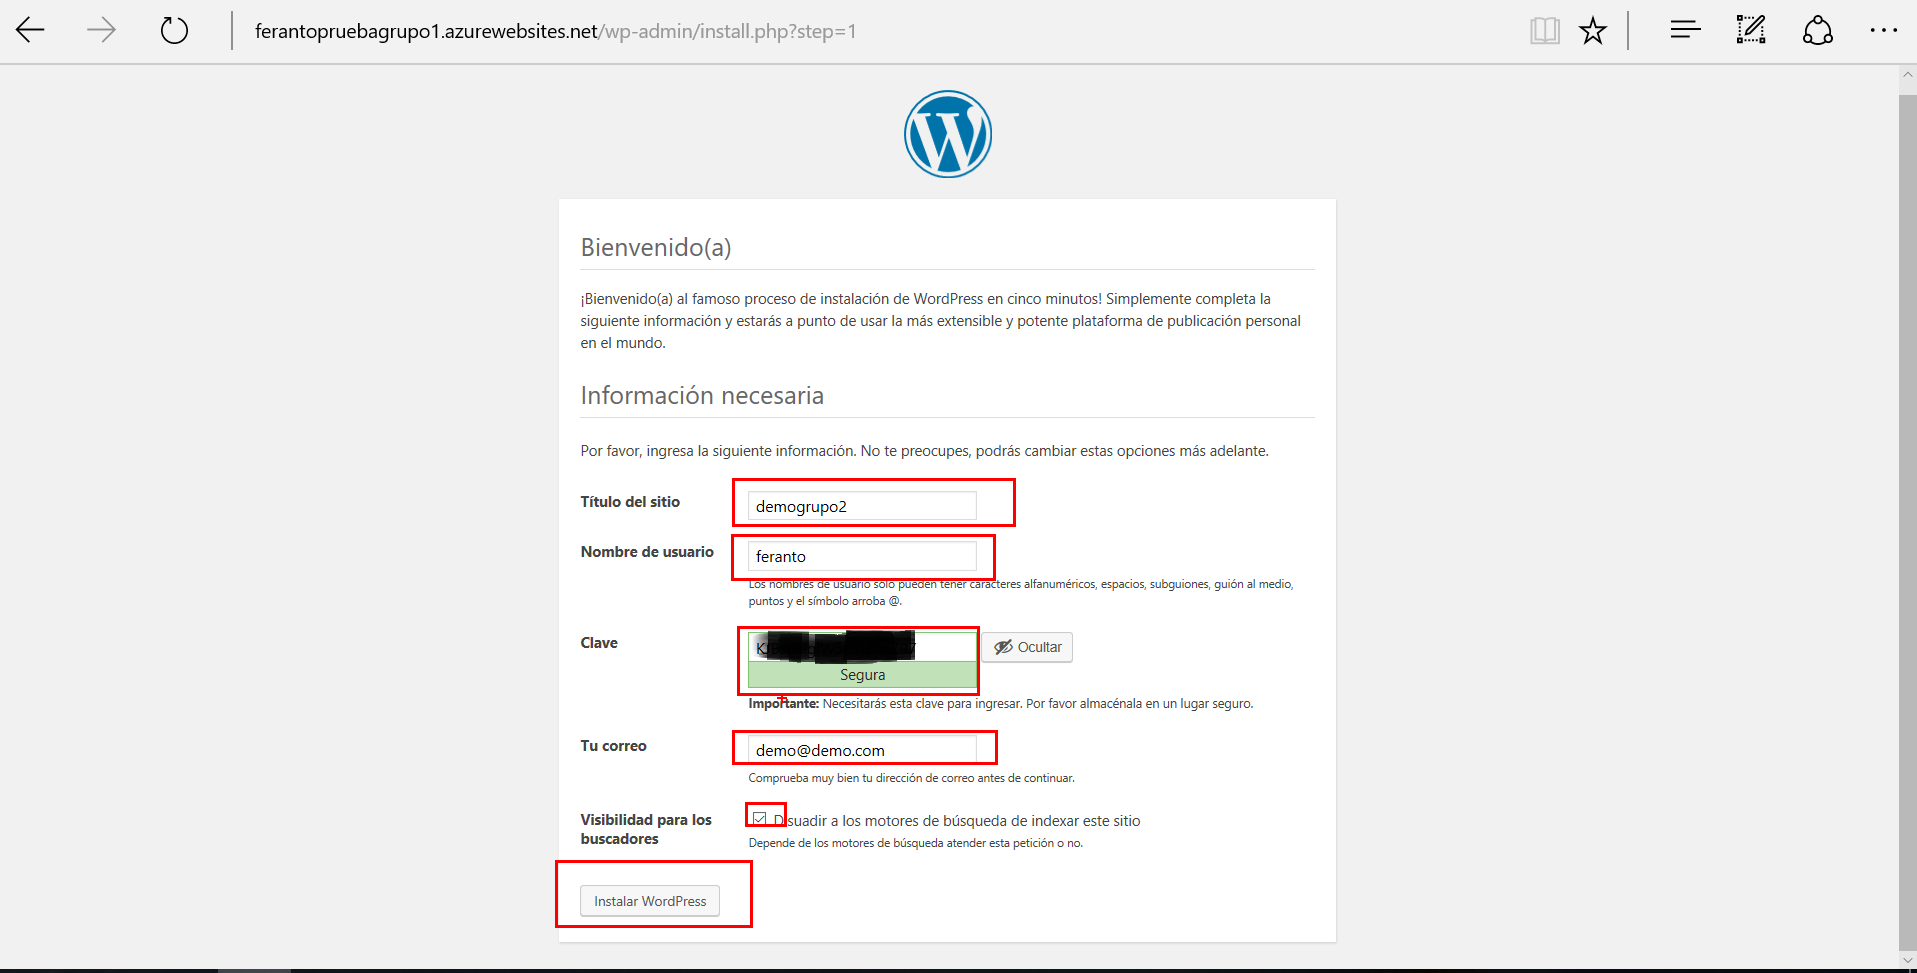 ferantopruebagrupo1.azurewebsites.net/wp-admin/install.php?step=1
Bienvenido(a)
¡Bienvenido(a) al famoso proceso de instalación de WordPress en cinco minutos! Simplemente completa la
siguiente información y estarás a punto de usar la más extensible y potente plataforma de publicación personal
en el mundo.
Información necesaria
Por favor, ingresa la siguiente información. No te preocupes, podrás cambiar estas opciones más adelante.
Título del sitio
demogrupo2
Nombre de usuario
feranto
Los nombres de usuario sólo pueden tener carácteres alfanuméricos, espacios, subguiones, guión al medio,
puntos y el símbolo arroba @.
Clave
Ocultar
Segura
Importante: Necesitarás esta clave para ingresar. Por favor almacénala en un lugar seguro.
Tu correo
demo@demo.com
Comprueba muy bien tu dirección de correo antes de continuar.
Visibilidad para los
buscadores
Disuadir a los motores de búsqueda de indexar este sitio
Depende de los motores de búsqueda atender esta petición o no.
Instalar WordPress